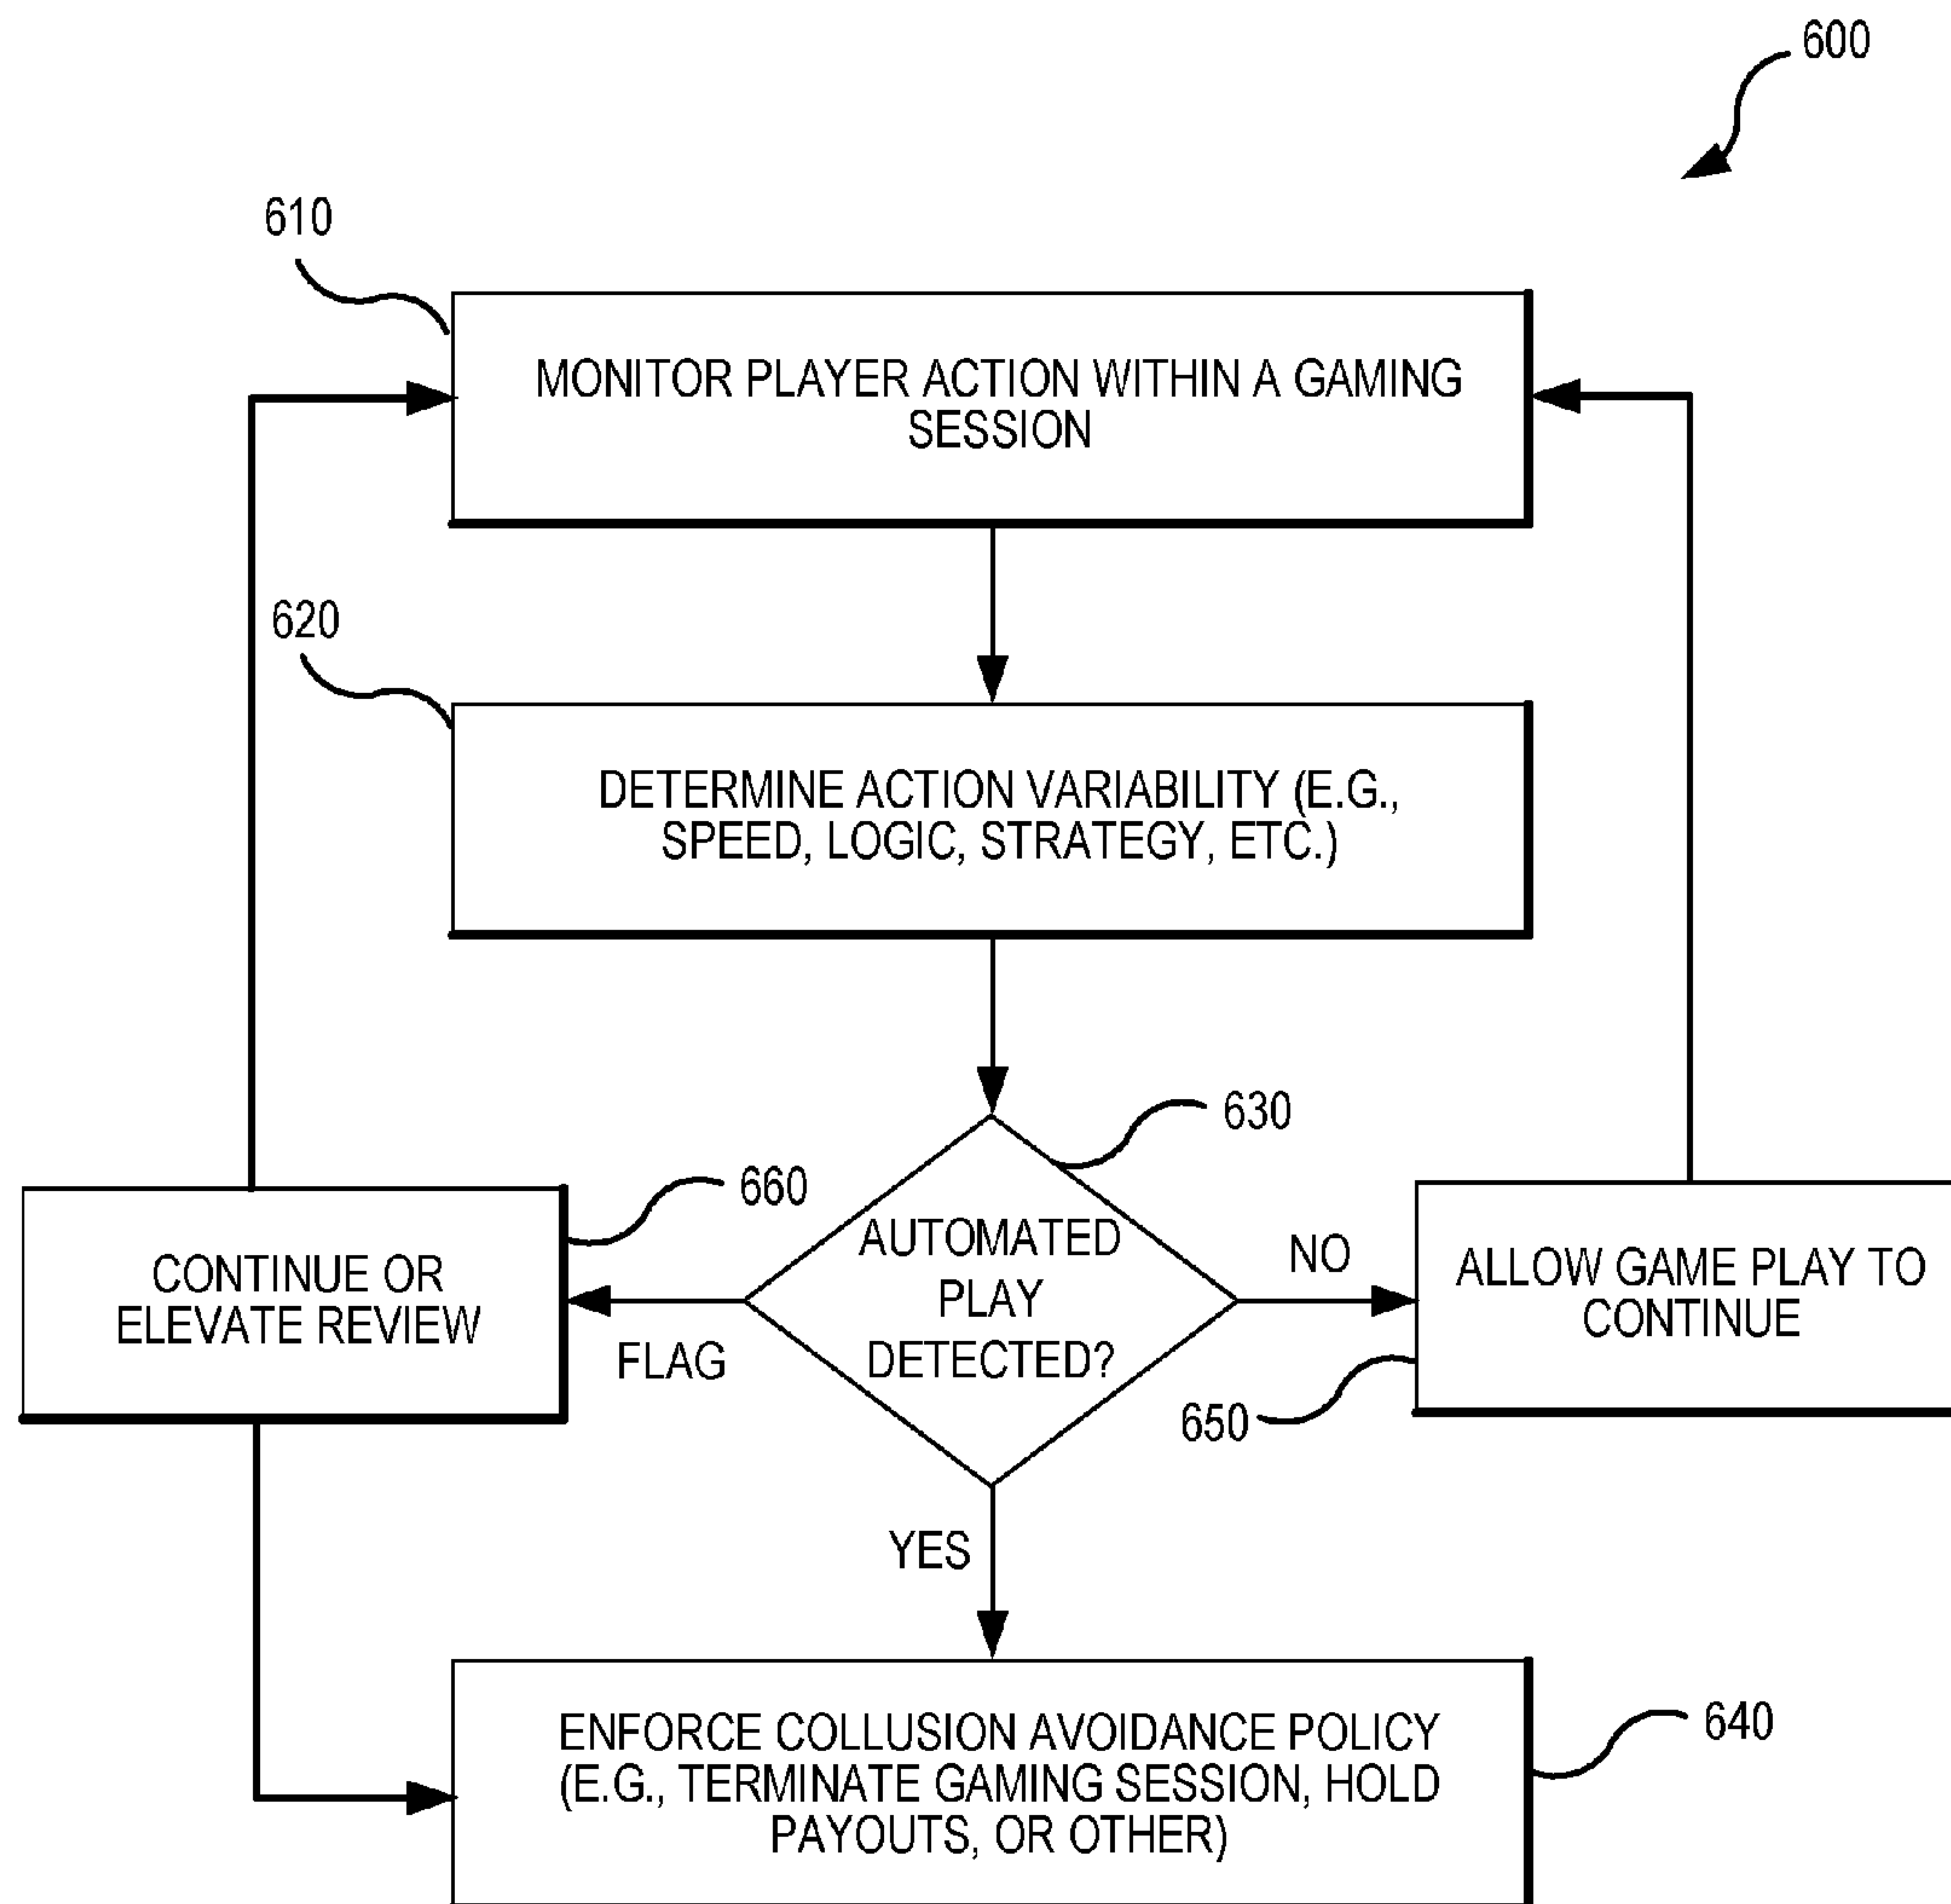 600
610
MONITOR PLAYER ACTION WITHIN A GAMING
SESSION
620
DETERMINE ACTION VARIABILITY (E.G.,
SPEED, LOGIC, STRATEGY, ETC.)
630
660
AUTOMATED
PLAY
DETECTED?
CONTINUE OR
ELEVATE REVIEW
FLAG
NO
ALLOW GAME PLAY TO
CONTINUE
650
YES
640
ENFORCE COLLUSION AVOIDANCE POLICY
(E.G., TERMINATE GAMING SESSION, HOLD
PAYOUTS, OR OTHER)